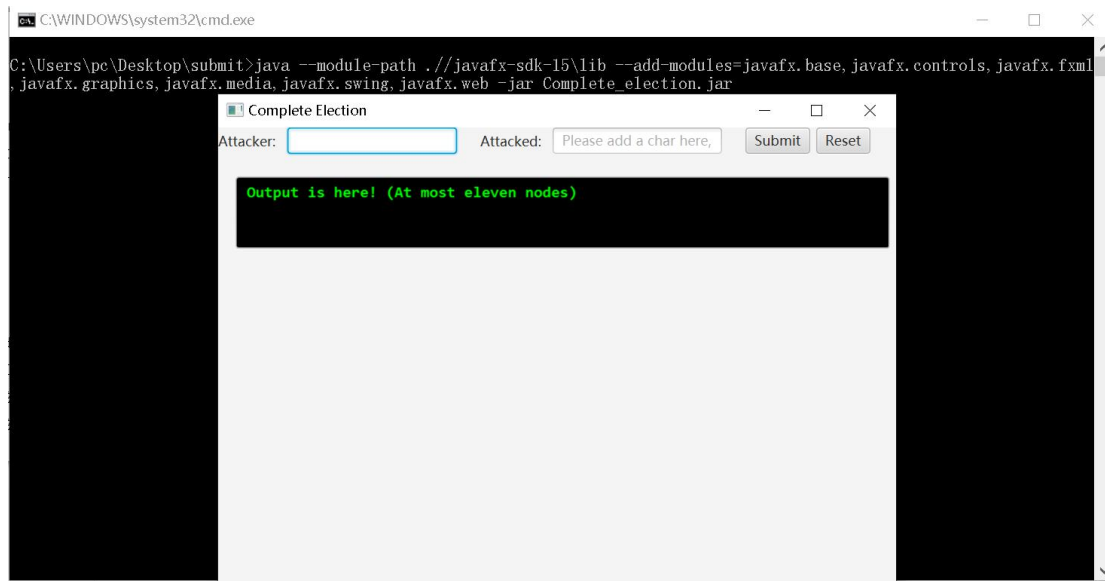 C:\WINDOWS\system32\cmd.exe
C:\Users\pc\Desktop\submit>java --module-path .//javafx-sdk-15\lib --add-modules=javafx.base,javafx.controls,javafx.fxml
,javafx.graphics,javafx.media,javafx.swing,javafx.web -jar Complete_election.jar
Complete Election
Attacker: Attacked: Please add a char here, Submit Reset
Output is here! (At most eleven nodes)